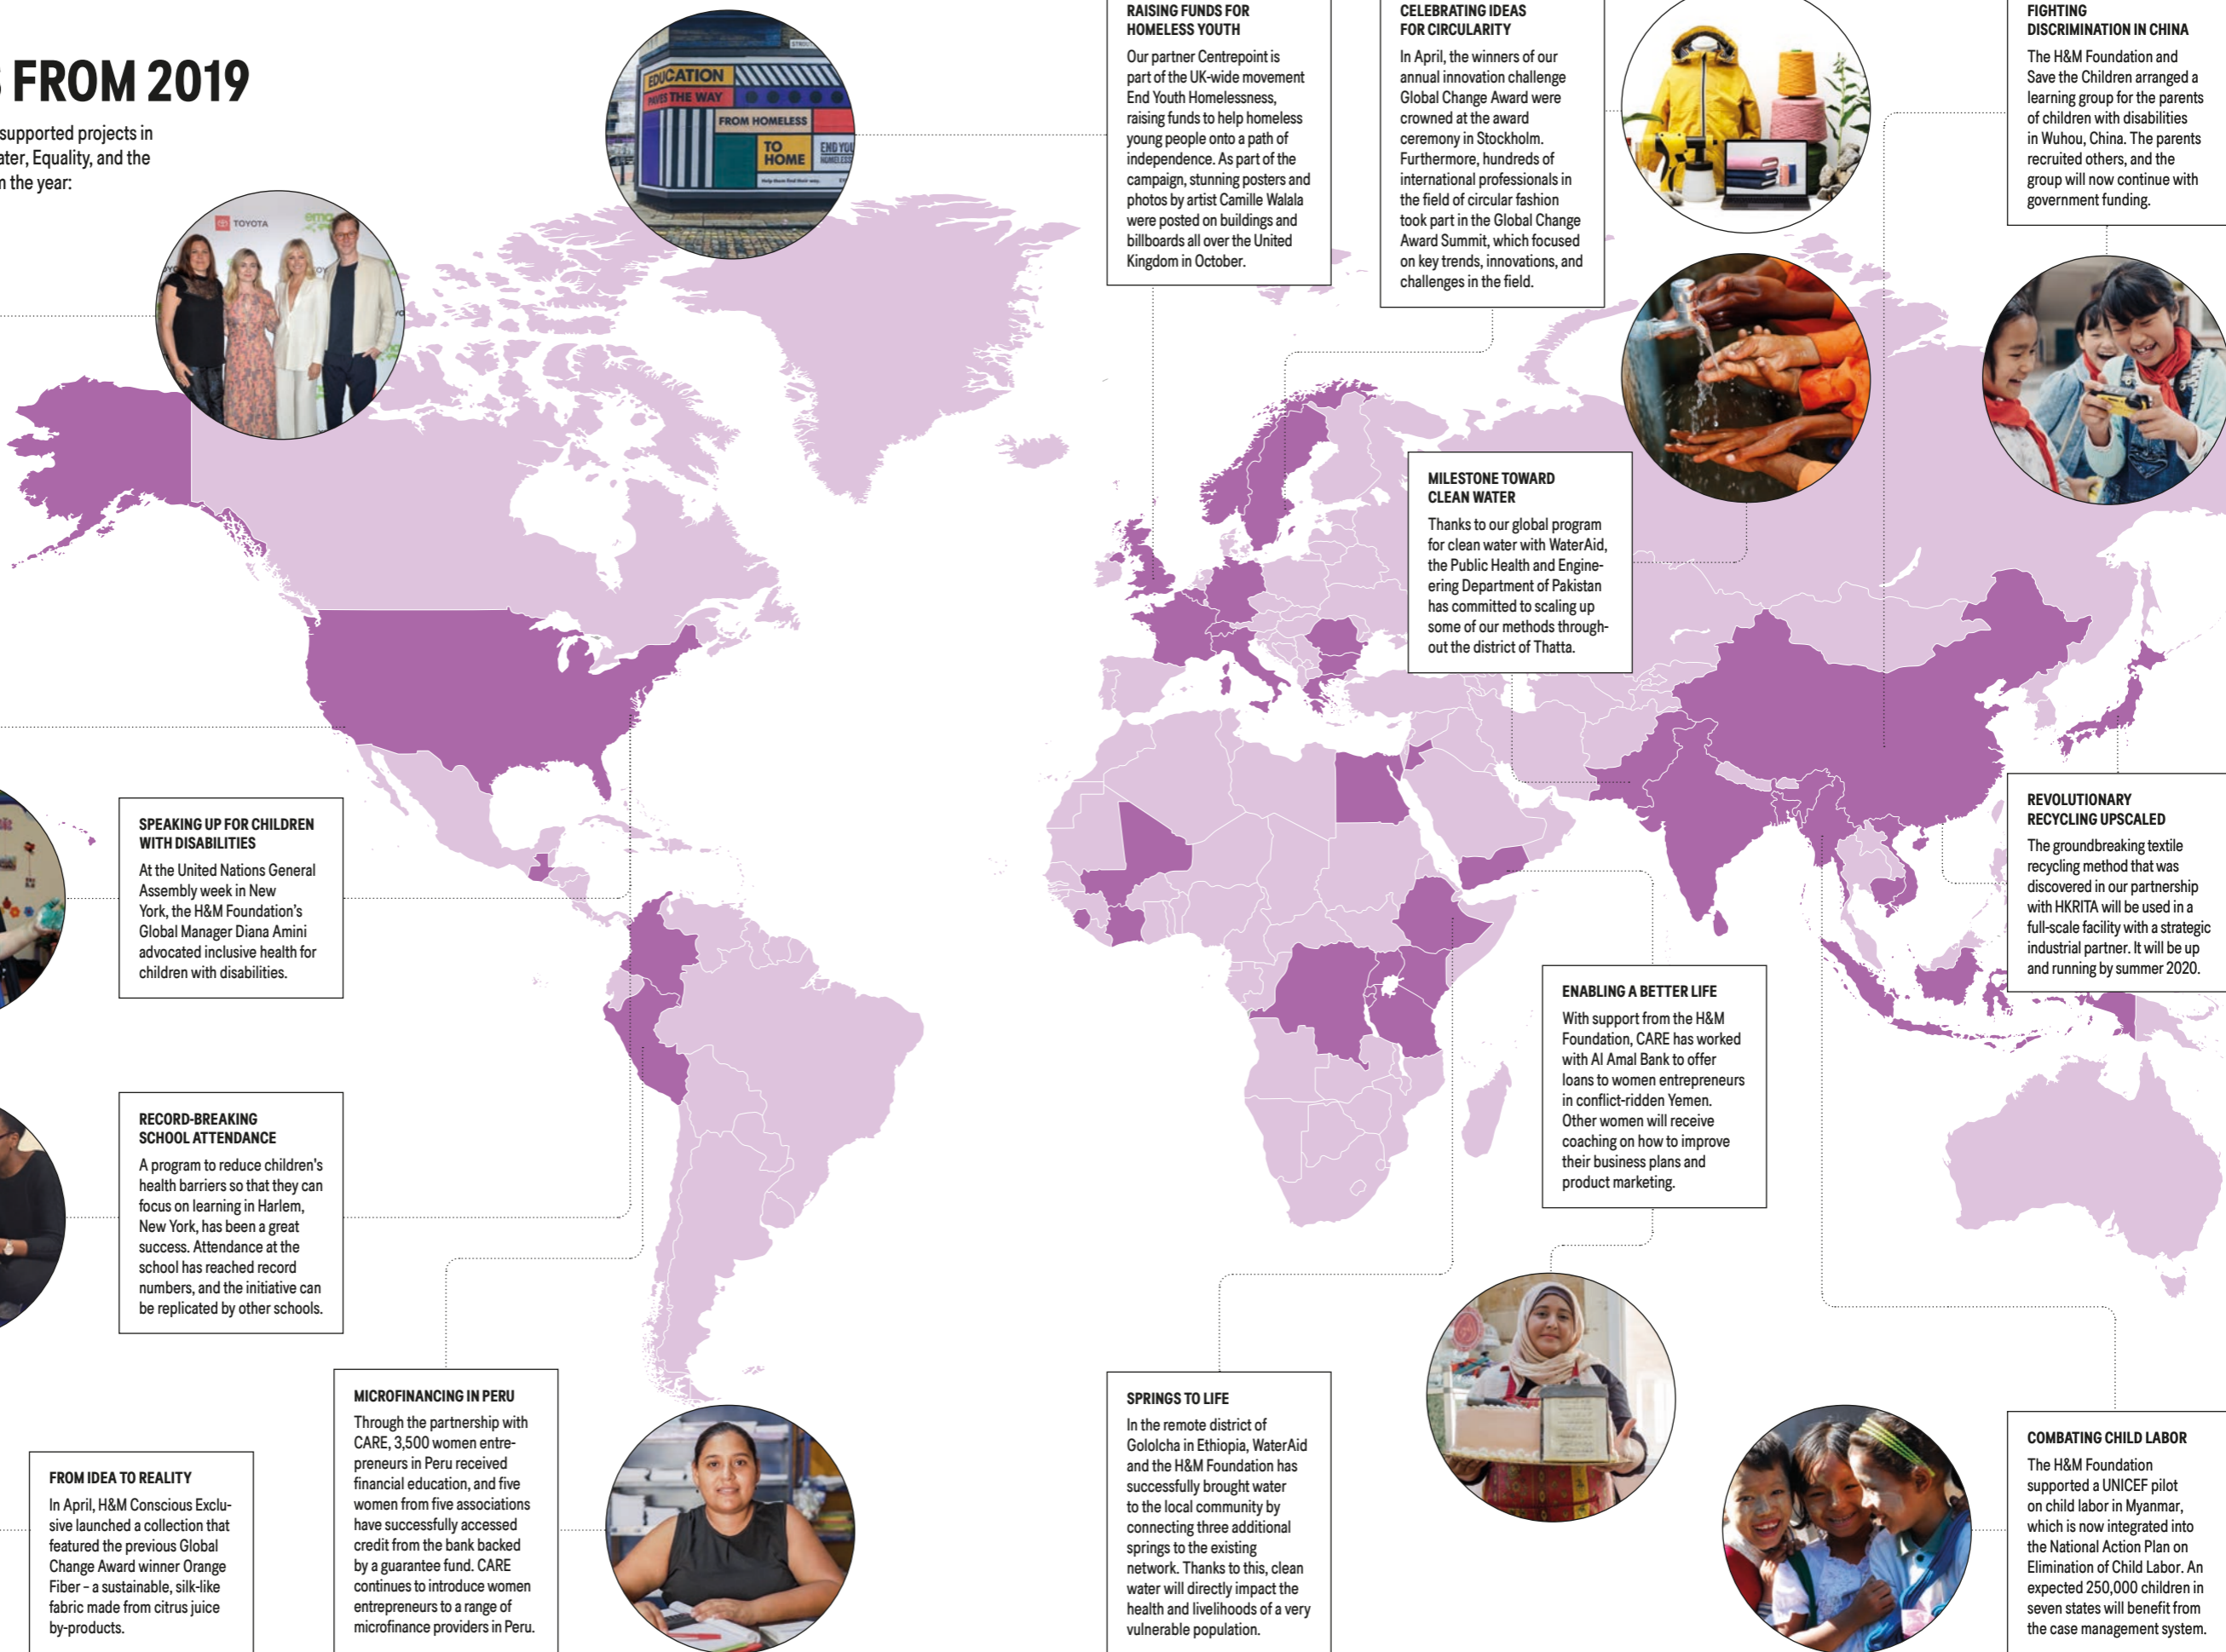 FROM 2019
supported projects in
ater, Equality, and the
m the year:
TOYOTA
ema
EDUCATION
PAVES THE WAY
FROM HOMELESS
TO
HOME
END YOU
HOMELESS
Help them find their way.
RAISING FUNDS FOR
HOMELESS YOUTH
Our partner Centrepoint is
part of the UK-wide movement
End Youth Homelessness,
raising funds to help homeless
young people onto a path of
independence. As part of the
campaign, stunning posters and
photos by artist Camille Walala
were posted on buildings and
billboards all over the United
Kingdom in October.
CELEBRATING IDEAS
FOR CIRCULARITY
In April, the winners of our
annual innovation challenge
Global Change Award were
crowned at the award
ceremony in Stockholm.
Furthermore, hundreds of
international professionals in
the field of circular fashion
took part in the Global Change
Award Summit, which focused
on key trends, innovations, and
challenges in the field.
FIGHTING
DISCRIMINATION IN CHINA
The H&M Foundation and
Save the Children arranged a
learning group for the parents
of children with disabilities
in Wuhou, China. The parents
recruited others, and the
group will now continue with
government funding.
MILESTONE TOWARD
CLEAN WATER
Thanks to our global program
for clean water with WaterAid,
the Public Health and Engine-
ering Department of Pakistan
has committed to scaling up
some of our methods through-
out the district of Thatta.
SPEAKING UP FOR CHILDREN
WITH DISABILITIES
At the United Nations General
Assembly week in New
York, the H&M Foundation's
Global Manager Diana Amini
advocated inclusive health for
children with disabilities.
REVOLUTIONARY
RECYCLING UPSCALED
The groundbreaking textile
recycling method that was
discovered in our partnership
with HKRITA will be used in a
full-scale facility with a strategic
industrial partner. It will be up
and running by summer 2020.
ENABLING A BETTER LIFE
With support from the H&M
Foundation, CARE has worked
with Al Amal Bank to offer
loans to women entrepreneurs
in conflict-ridden Yemen.
Other women will receive
coaching on how to improve
their business plans and
product marketing.
RECORD-BREAKING
SCHOOL ATTENDANCE
A program to reduce children's
health barriers so that they can
focus on learning in Harlem,
New York, has been a great
success. Attendance at the
school has reached record
numbers, and the initiative can
be replicated by other schools.
FROM IDEA TO REALITY
In April, H&M Conscious Exclu-
sive launched a collection that
featured the previous Global
Change Award winner Orange
Fiber – a sustainable, silk-like
fabric made from citrus juice
by-products.
MICROFINANCING IN PERU
Through the partnership with
CARE, 3,500 women entre-
preneurs in Peru received
financial education, and five
women from five associations
have successfully accessed
credit from the bank backed
by a guarantee fund. CARE
continues to introduce women
entrepreneurs to a range of
microfinance providers in Peru.
SPRINGS TO LIFE
In the remote district of
Gololcha in Ethiopia, WaterAid
and the H&M Foundation has
successfully brought water
to the local community by
connecting three additional
springs to the existing
network. Thanks to this, clean
water will directly impact the
health and livelihoods of a very
vulnerable population.
COMBATING CHILD LABOR
The H&M Foundation
supported a UNICEF pilot
on child labor in Myanmar,
which is now integrated into
the National Action Plan on
Elimination of Child Labor. An
expected 250,000 children in
seven states will benefit from
the case management system.